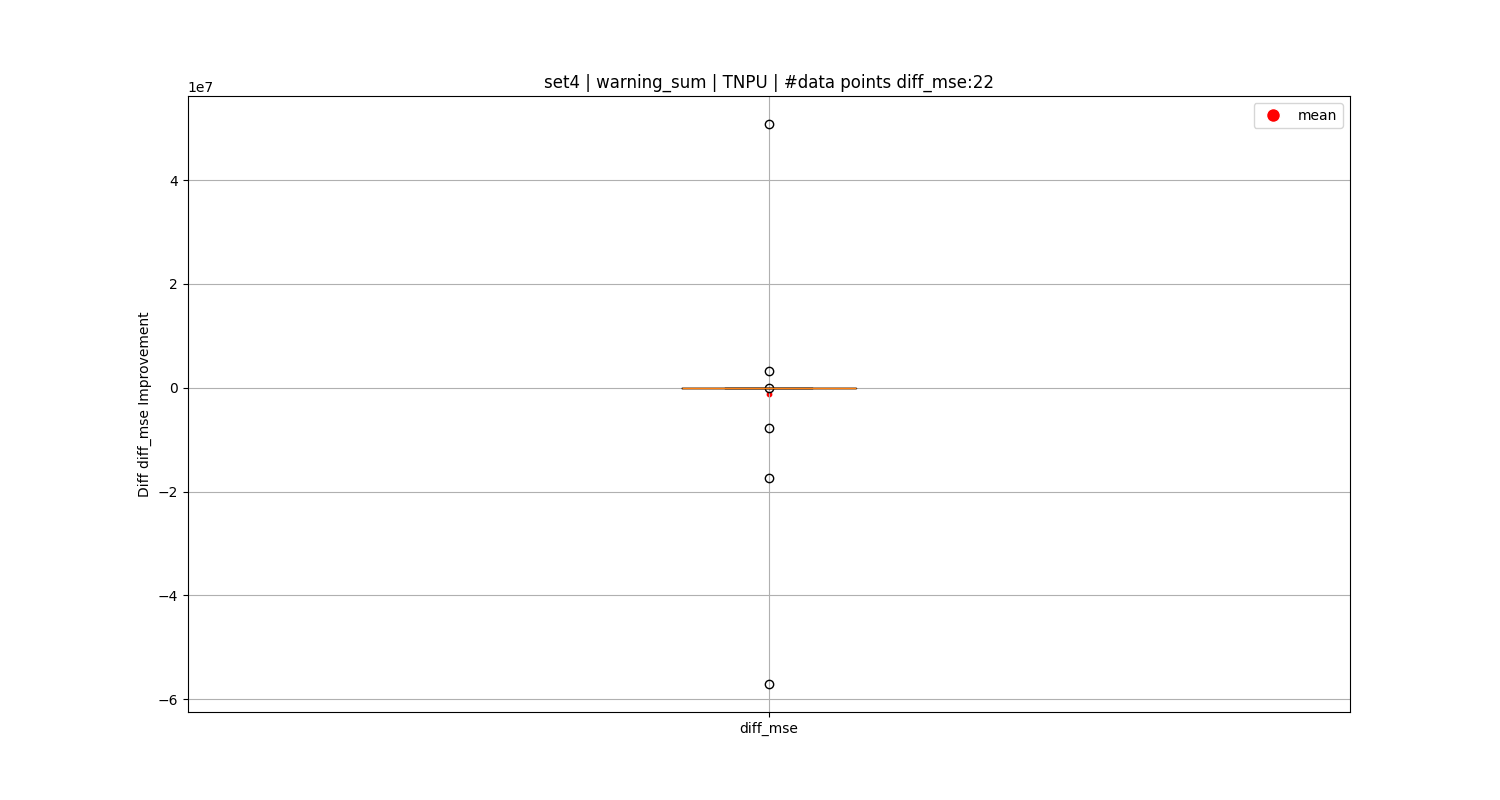 set4 | warning_sum | TNPU | #data points diff_mse:22
1e7
mean
4
2
0
−2
−4
−6
Diff diff_mse Improvement
diff_mse